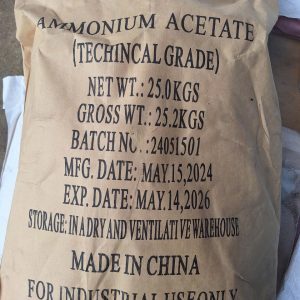 AMMONIUM ACETATE
(TECHINCAL GRADE)
NET WT.: 25.0KGS
GROSS WT.: 25.2KGS
BATCH NO.:24051501
MFG. DATE: MAY.15,2024
EXP. DATE: MAY.14,2026
STORAGE: IN A DRY AND VENTILATIVE WAREHOUSE
MADE IN CHINA
FOR INDUSTRIAL USE ONLY